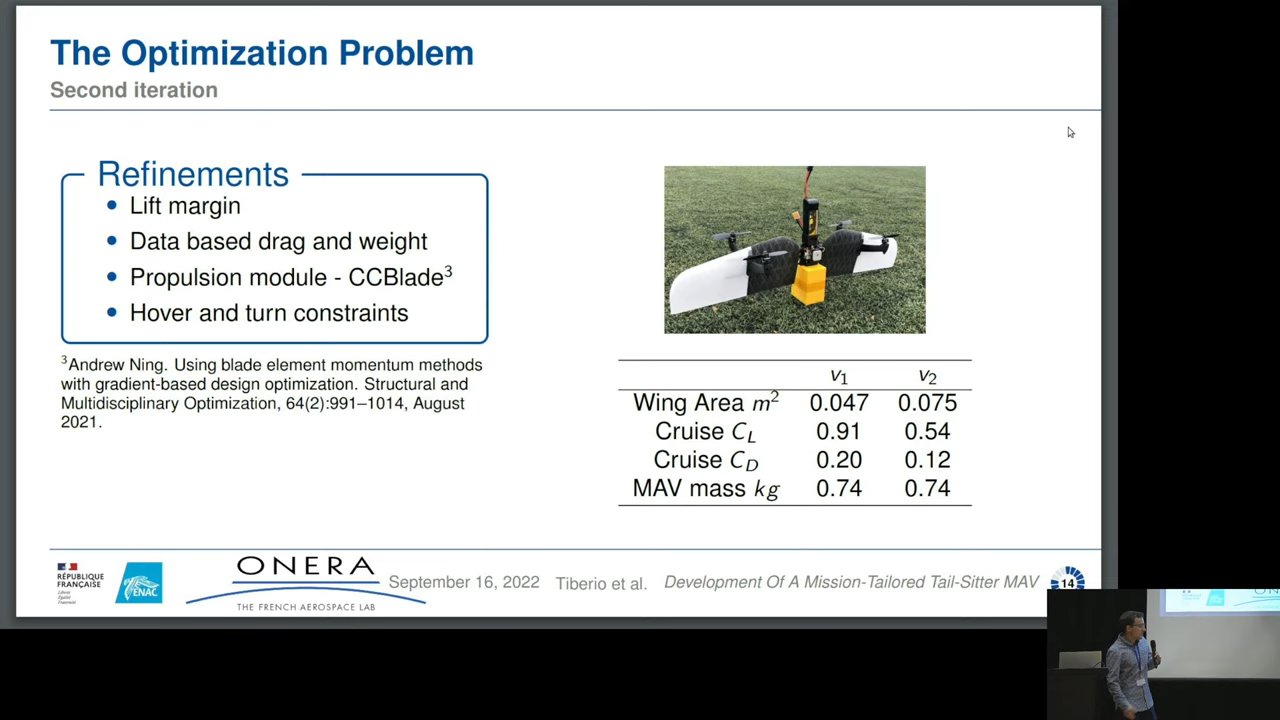 The Optimization Problem
Second iteration
Refinements
• Lift margin
• Data based drag and weight
• Propulsion module - CCBlade³
• Hover and turn constraints
³Andrew Ning. Using blade element momentum methods
with gradient-based design optimization. Structural and
Multidisciplinary Optimization, 64(2):991–1014, August
2021.
v₁ v₂
Wing Area m² 0.047 0.075
Cruise C_L 0.91 0.54
Cruise C_D 0.20 0.12
MAV mass kg 0.74 0.74
RÉPUBLIQUE
FRANÇAISE
Liberté
Égalité
Fraternité
ENAC
ONERA
THE FRENCH AEROSPACE LAB
September 16, 2022 Tiberio et al. Development Of A Mission-Tailored Tail-Sitter MAV 14